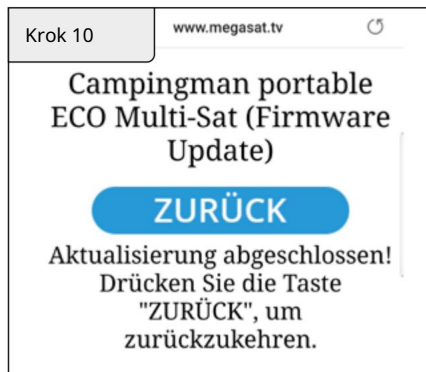 Krok 10
www.megasat.tv
Campingman portable
ECO Multi-Sat (Firmware
Update)
ZURÜCK
Aktualisierung abgeschlossen!
Drücken Sie die Taste
"ZURÜCK", um
zurückzukehren.